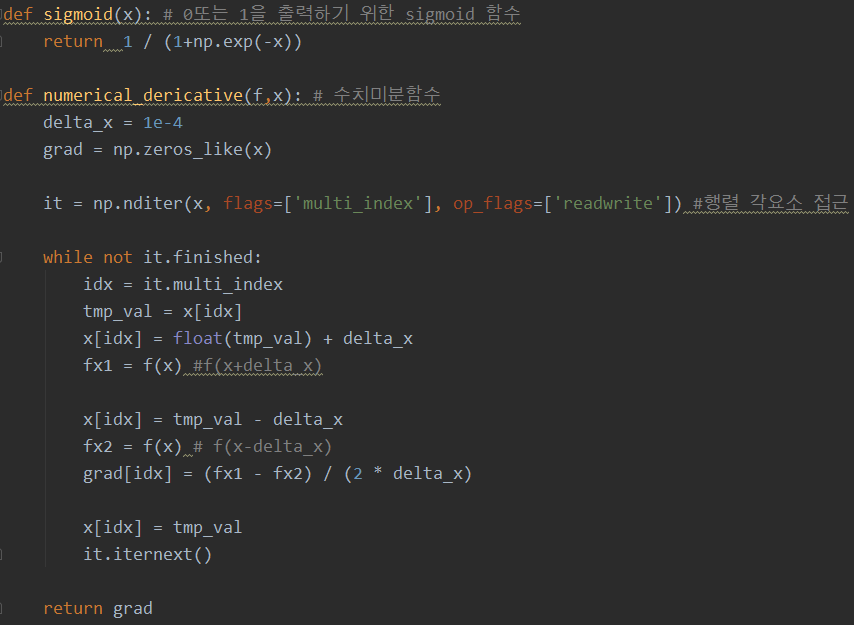 def sigmoid(x): # 0또는 1을 출력하기 위한 sigmoid 함수
    return  1 / (1+np.exp(-x))
def numerical_dericative(f,x): # 수치미분함수
    delta_x = 1e-4
    grad = np.zeros_like(x)
    it = np.nditer(x, flags=['multi_index'], op_flags=['readwrite']) #행렬 각요소 접근
    while not it.finished:
        idx = it.multi_index
        tmp_val = x[idx]
        x[idx] = float(tmp_val) + delta_x
        fx1 = f(x) #f(x+delta_x)
        x[idx] = tmp_val - delta_x
        fx2 = f(x) # f(x-delta_x)
        grad[idx] = (fx1 - fx2) / (2 * delta_x)
        x[idx] = tmp_val
        it.iternext()
    return grad